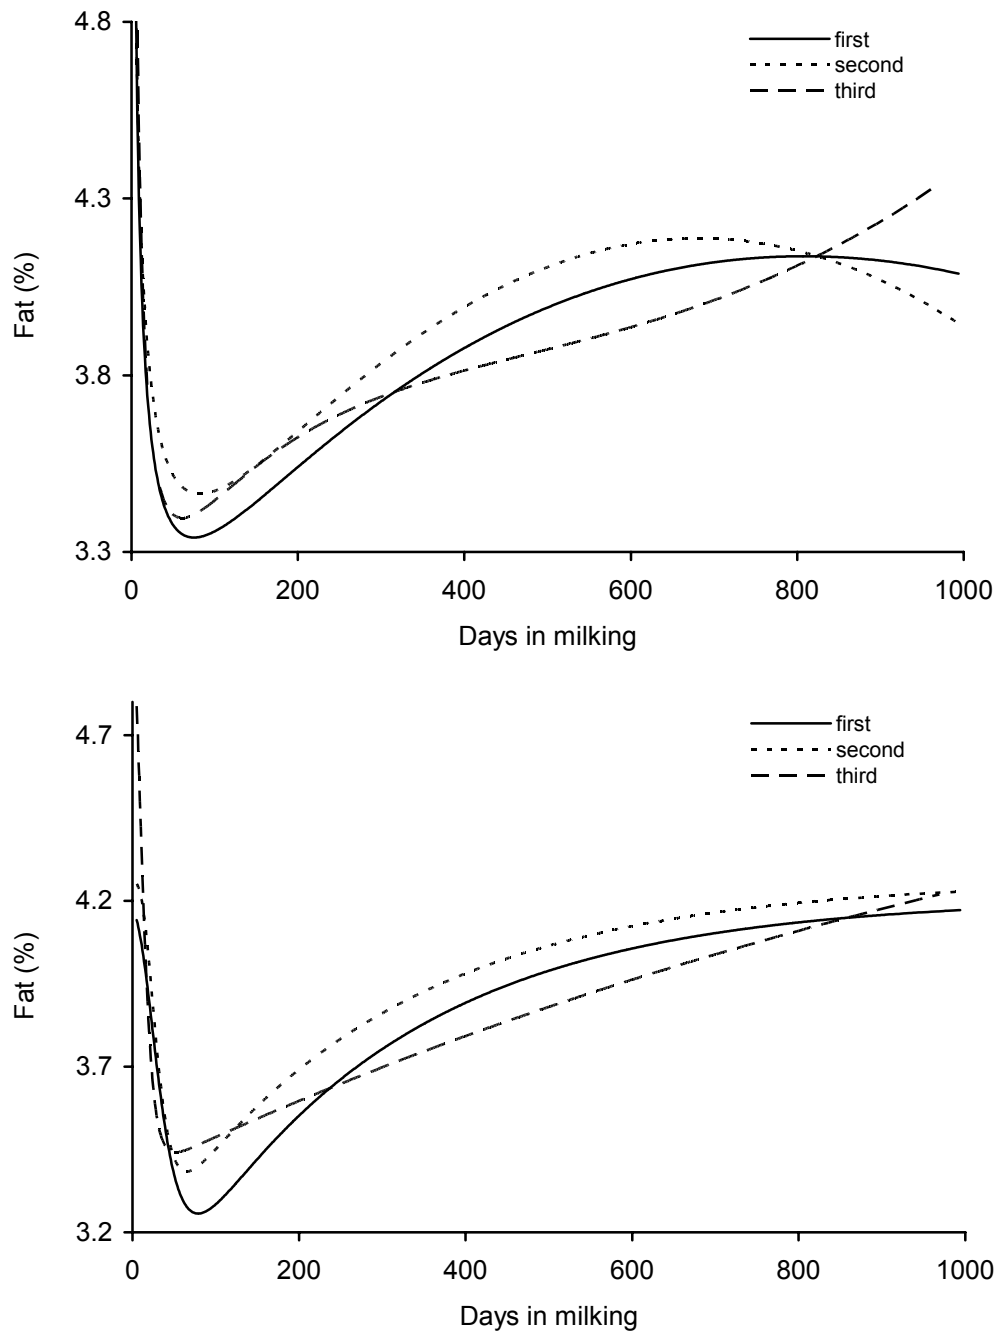 4.8
first
second
third
4.3
Fat (%)
3.8
3.3
0 200 400 600 800 1000
Days in milking
4.7
first
second
third
4.2
Fat (%)
3.7
3.2
0 200 400 600 800 1000
Days in milking